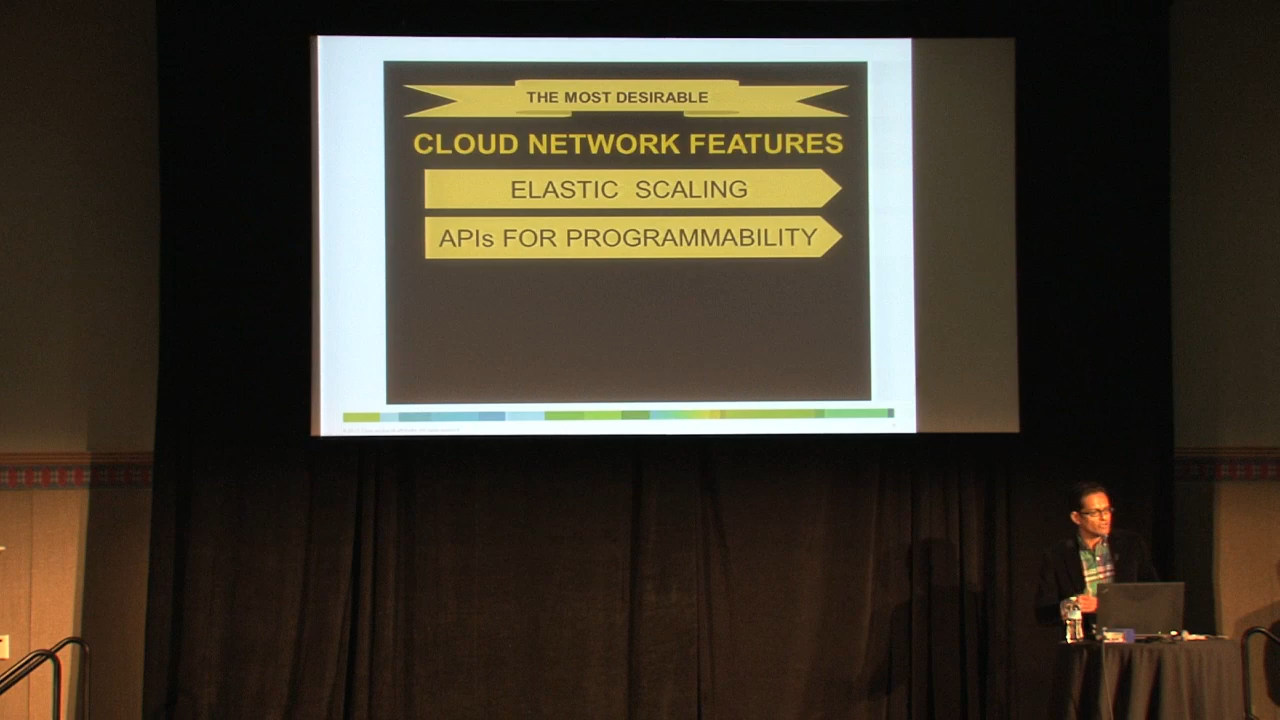 THE MOST DESIRABLE
CLOUD NETWORK FEATURES
ELASTIC SCALING
APIs FOR PROGRAMMABILITY